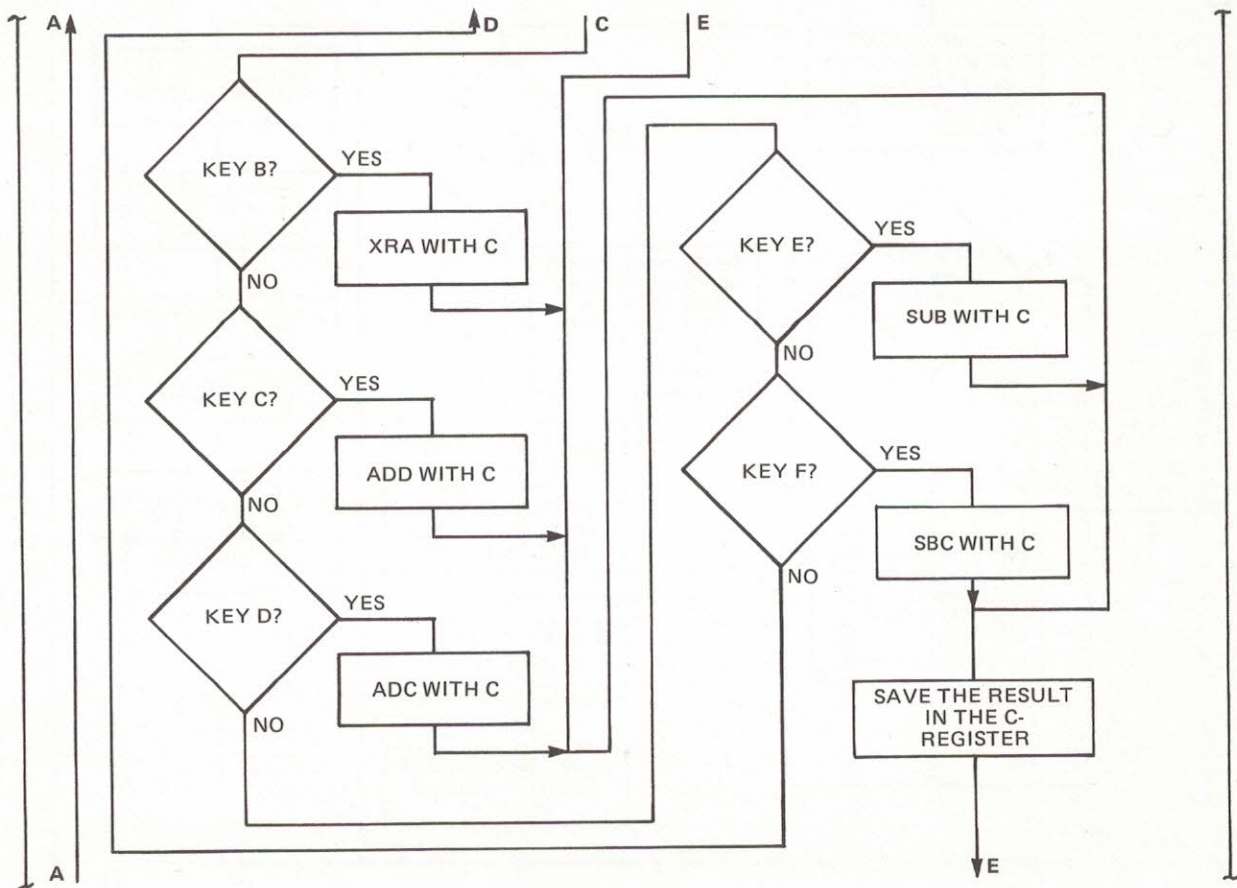 A
D
C
E
KEY B?
YES
XRA WITH C
NO
KEY C?
YES
ADD WITH C
NO
KEY D?
YES
ADC WITH C
NO
KEY E?
YES
SUB WITH C
NO
KEY F?
YES
SBC WITH C
NO
SAVE THE RESULT
IN THE C-
REGISTER
A
E